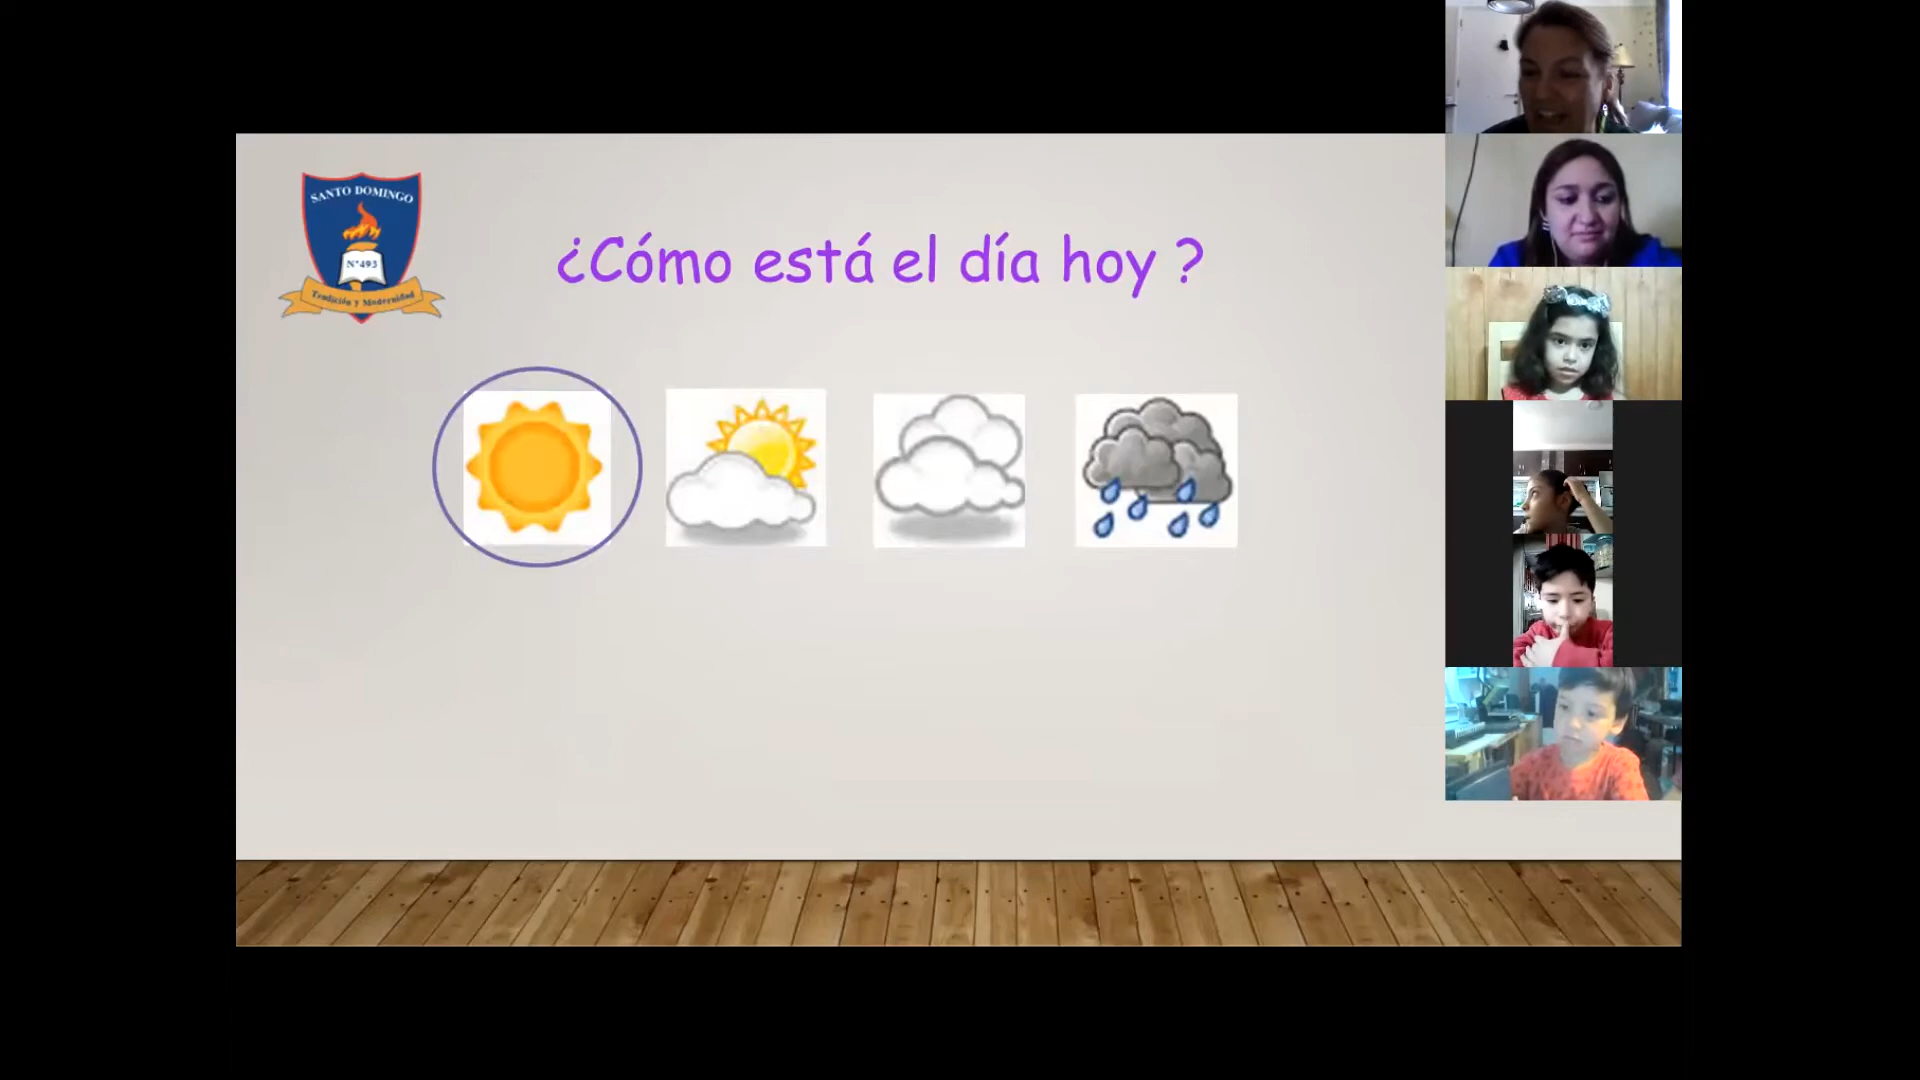 SANTO DOMINGO
N°493
Tradición y Modernidad
¿Cómo está el día hoy ?